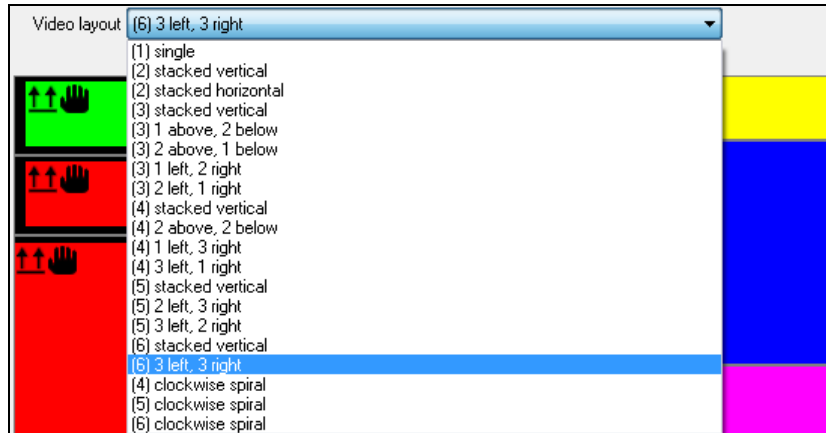 Video layout (6) 3 left, 3 right
(1) single
(2) stacked vertical
(2) stacked horizontal
(3) stacked vertical
(3) 1 above, 2 below
(3) 2 above, 1 below
(3) 1 left, 2 right
(3) 2 left, 1 right
(4) stacked vertical
(4) 2 above, 2 below
(4) 1 left, 3 right
(4) 3 left, 1 right
(5) stacked vertical
(5) 2 left, 3 right
(5) 3 left, 2 right
(6) stacked vertical
(6) 3 left, 3 right
(4) clockwise spiral
(5) clockwise spiral
(6) clockwise spiral